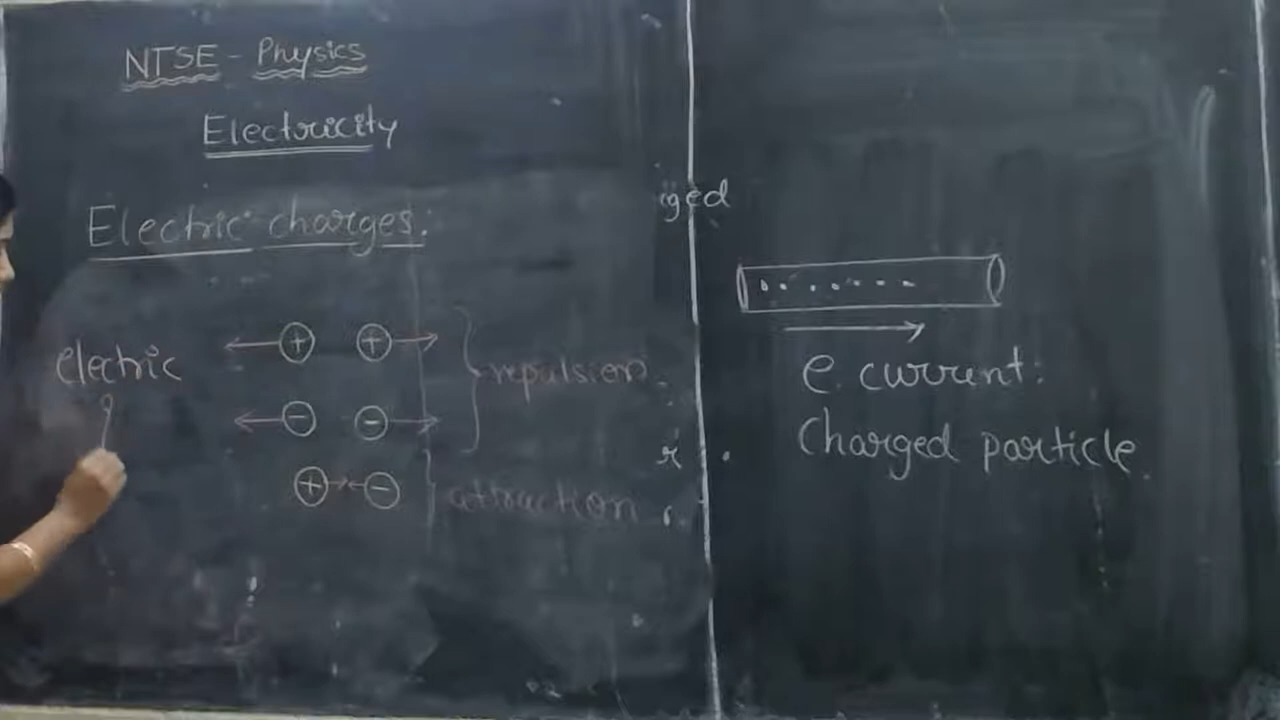 NTSE - Physics
Electricity
Electric charges:
electric
q
+ +
repulsion
- -
+ -
attraction
ged
e. current:
Charged particle.